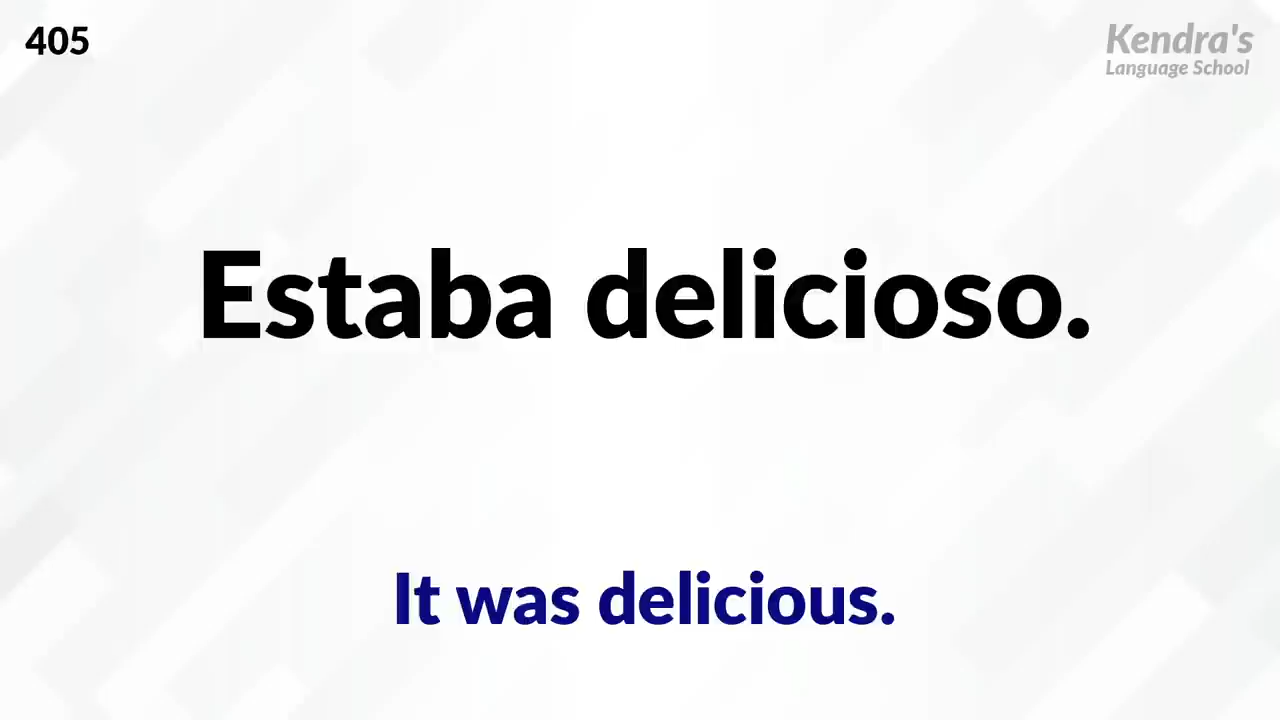 405
Kendra's
Language School
Estaba delicioso.
It was delicious.